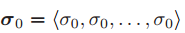 𝝈₀ = ⟨σ₀, σ₀, . . . , σ₀⟩